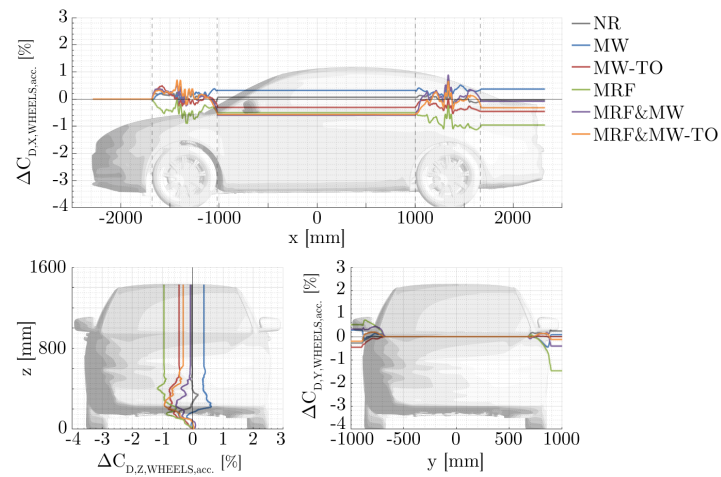 3
2
1
0
-1
-2
-3
-4
ΔC_D,X,WHEELS,acc. [%]
-2000 -1000 0 1000 2000
x [mm]
NR
MW
MW-TO
MRF
MRF&MW
MRF&MW-TO
1600
800
0
z [mm]
-4 -3 -2 -1 0 1 2 3
ΔC_D,Z,WHEELS,acc. [%]
3
2
1
0
-1
-2
-3
-4
ΔC_D,Y,WHEELS,acc. [%]
-1000 -500 0 500 1000
y [mm]